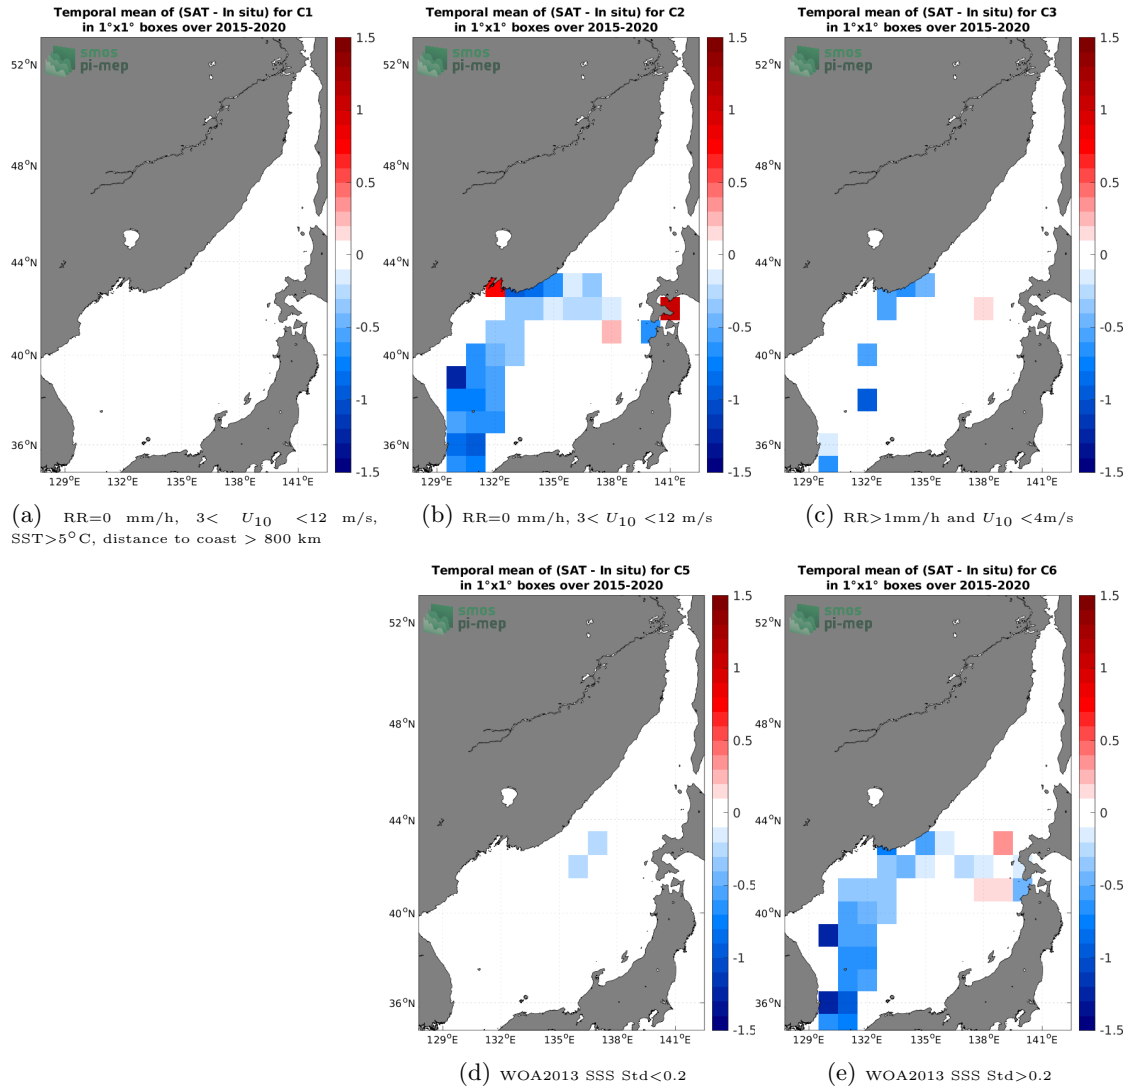 Temporal mean of (SAT - In situ) for C1
in 1°x1° boxes over 2015-2020
smos
pi-mep
52°N
48°N
44°N
40°N
36°N
129°E 132°E 135°E 138°E 141°E
1.5
1
0.5
0
-0.5
-1
-1.5
(a) RR=0 mm/h, 3< U10 <12 m/s,
SST>5°C, distance to coast > 800 km
Temporal mean of (SAT - In situ) for C2
in 1°x1° boxes over 2015-2020
smos
pi-mep
52°N
48°N
44°N
40°N
36°N
129°E 132°E 135°E 138°E 141°E
1.5
1
0.5
0
-0.5
-1
-1.5
(b) RR=0 mm/h, 3< U10 <12 m/s
Temporal mean of (SAT - In situ) for C3
in 1°x1° boxes over 2015-2020
smos
pi-mep
52°N
48°N
44°N
40°N
36°N
129°E 132°E 135°E 138°E 141°E
1.5
1
0.5
0
-0.5
-1
-1.5
(c) RR>1mm/h and U10 <4m/s
Temporal mean of (SAT - In situ) for C5
in 1°x1° boxes over 2015-2020
smos
pi-mep
52°N
48°N
44°N
40°N
36°N
129°E 132°E 135°E 138°E 141°E
1.5
1
0.5
0
-0.5
-1
-1.5
(d) WOA2013 SSS Std<0.2
Temporal mean of (SAT - In situ) for C6
in 1°x1° boxes over 2015-2020
smos
pi-mep
52°N
48°N
44°N
40°N
36°N
129°E 132°E 135°E 138°E 141°E
1.5
1
0.5
0
-0.5
-1
-1.5
(e) WOA2013 SSS Std>0.2